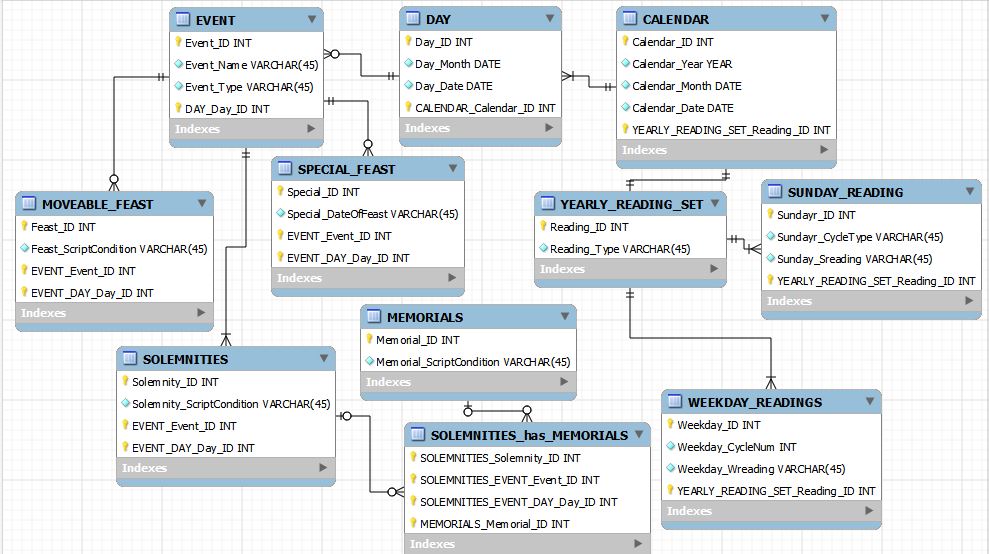 EVENT
Event_ID INT
Event_Name VARCHAR(45)
Event_Type VARCHAR(45)
DAY_Day_ID INT
Indexes
DAY
Day_ID INT
Day_Month DATE
Day_Date DATE
CALENDAR_Calendar_ID INT
Indexes
CALENDAR
Calendar_ID INT
Calendar_Year YEAR
Calendar_Month DATE
Calendar_Date DATE
YEARLY_READING_SET_Reading_ID INT
Indexes
SPECIAL_FEAST
Special_ID INT
Special_DateOfFeast VARCHAR(45)
EVENT_Event_ID INT
EVENT_DAY_Day_ID INT
Indexes
MOVEABLE_FEAST
Feast_ID INT
Feast_ScriptCondition VARCHAR(45)
EVENT_Event_ID INT
EVENT_DAY_Day_ID INT
Indexes
YEARLY_READING_SET
Reading_ID INT
Reading_Type VARCHAR(45)
Indexes
SUNDAY_READING
Sundayr_ID INT
Sundayr_CycleType VARCHAR(45)
Sunday_Sreading VARCHAR(45)
YEARLY_READING_SET_Reading_ID INT
Indexes
MEMORIALS
Memorial_ID INT
Memorial_ScriptCondition VARCHAR(45)
Indexes
SOLEMNITIES
Solemnity_ID INT
Solemnity_ScriptCondition VARCHAR(45)
EVENT_Event_ID INT
EVENT_DAY_Day_ID INT
Indexes
SOLEMNITIES_has_MEMORIALS
SOLEMNITIES_Solemnity_ID INT
SOLEMNITIES_EVENT_Event_ID INT
SOLEMNITIES_EVENT_DAY_Day_ID INT
MEMORIALS_Memorial_ID INT
Indexes
WEEKDAY_READINGS
Weekday_ID INT
Weekday_CycleNum INT
Weekday_Wreading VARCHAR(45)
YEARLY_READING_SET_Reading_ID INT
Indexes